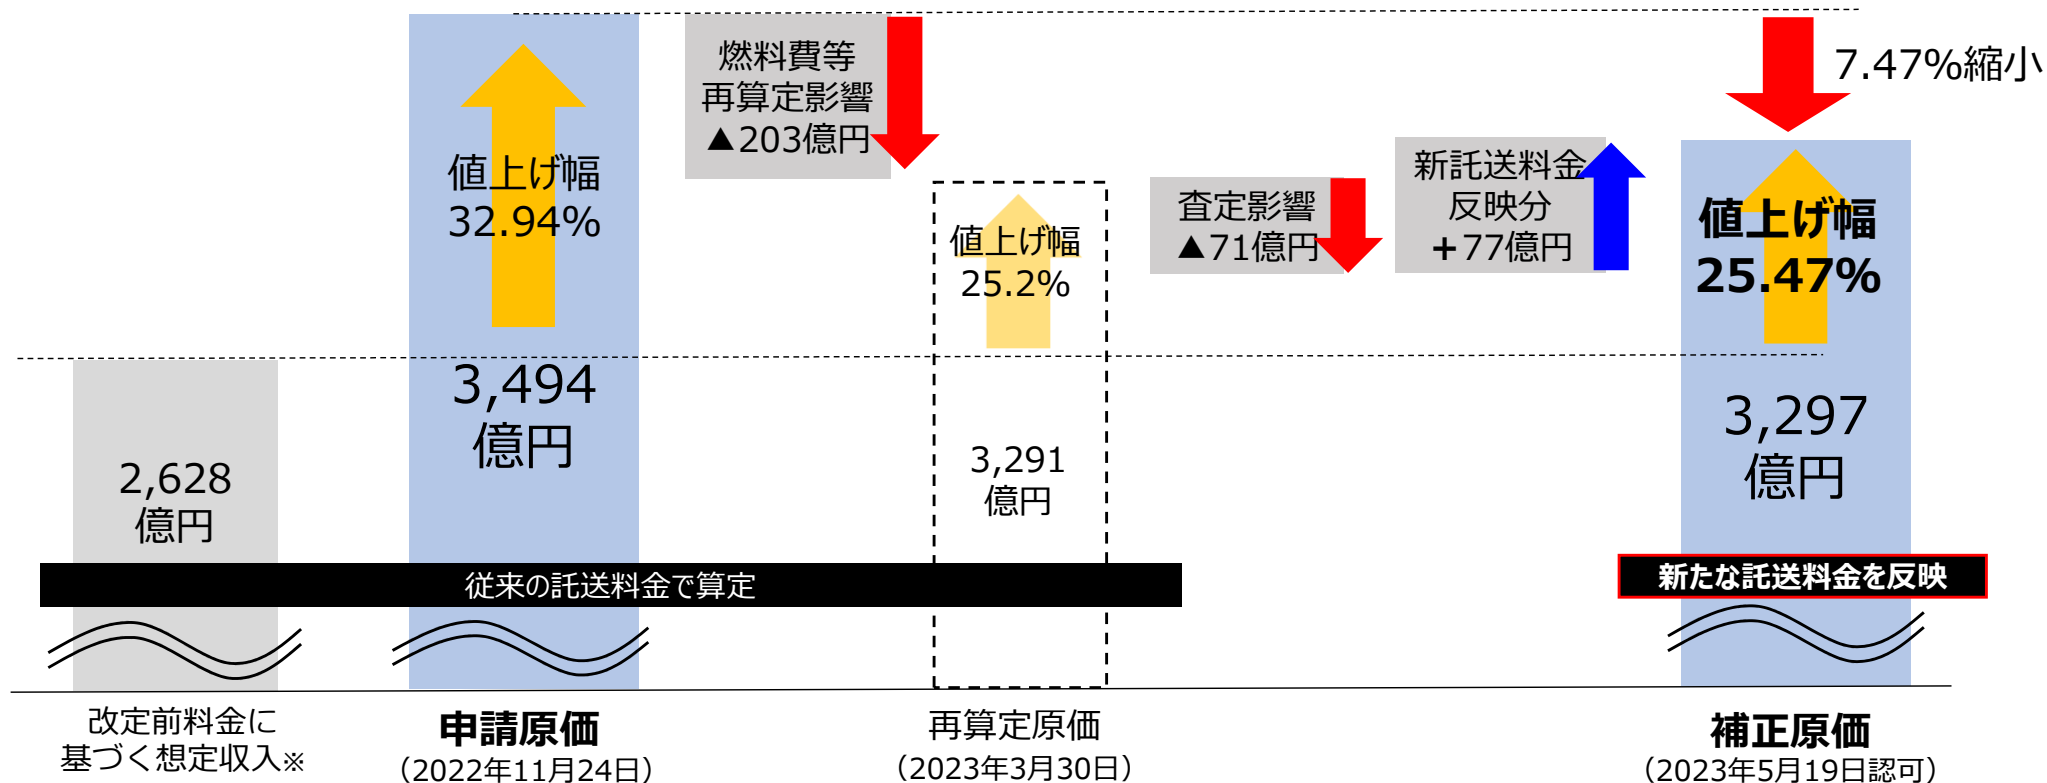 燃料費等
再算定影響
▲203億円
7.47%縮小
値上げ幅
32.94%
新託送料金
反映分
+77億円
査定影響
▲71億円
値上げ幅
25.2%
値上げ幅
25.47%
2,628
億円
3,494
億円
3,291
億円
3,297
億円
従来の託送料金で算定
新たな託送料金を反映
改定前料金に
基づく想定収入※
申請原価
（2022年11月24日）
再算定原価
（2023年3月30日）
補正原価
（2023年5月19日認可）